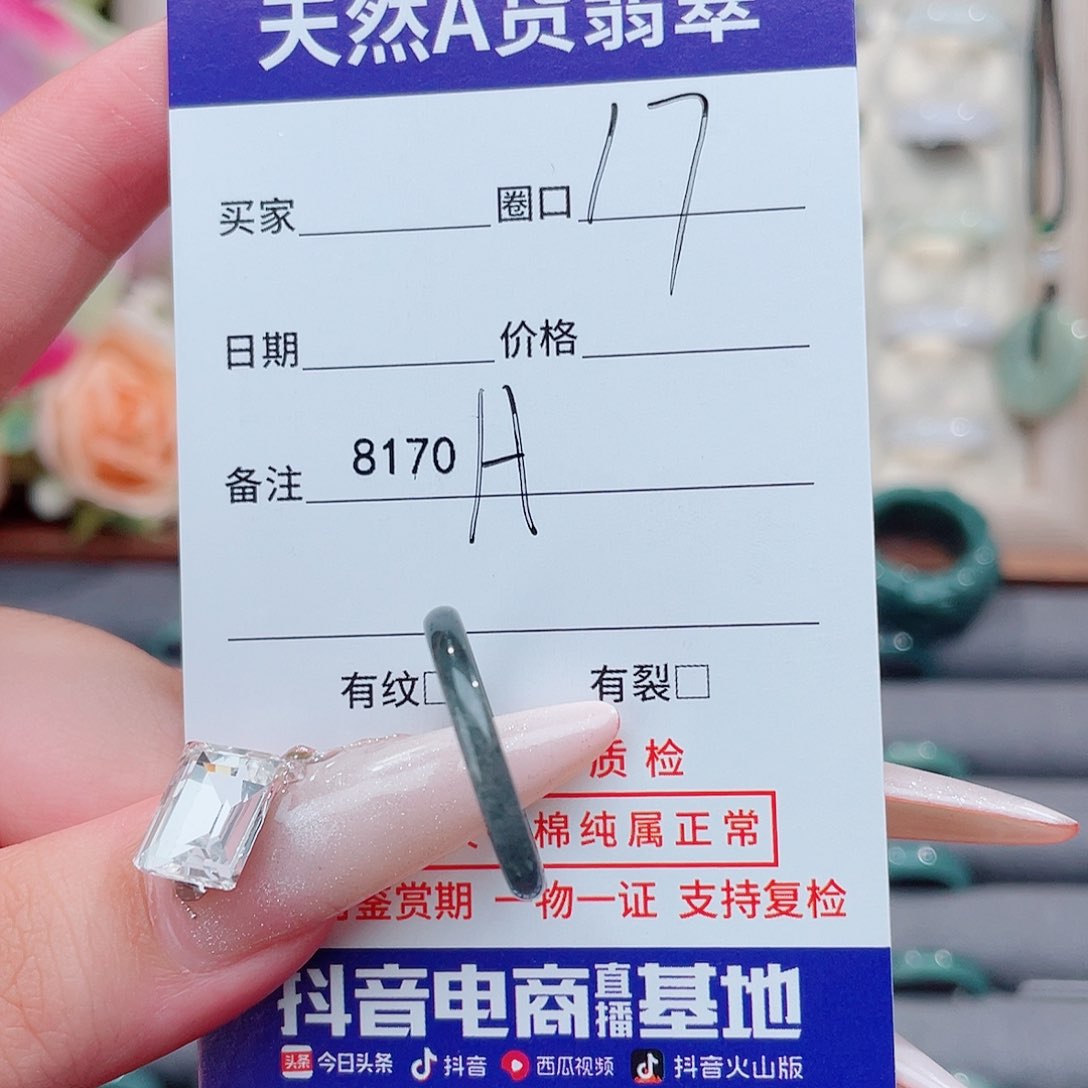 天然A货翡翠
买家 圈口 17
日期 价格
备注 8170 A
有纹 有裂
质检
棉纯属正常
鉴赏期 一物一证 支持复检
抖音电商直播基地
头条 今日头条 抖音 西瓜视频 抖音火山版